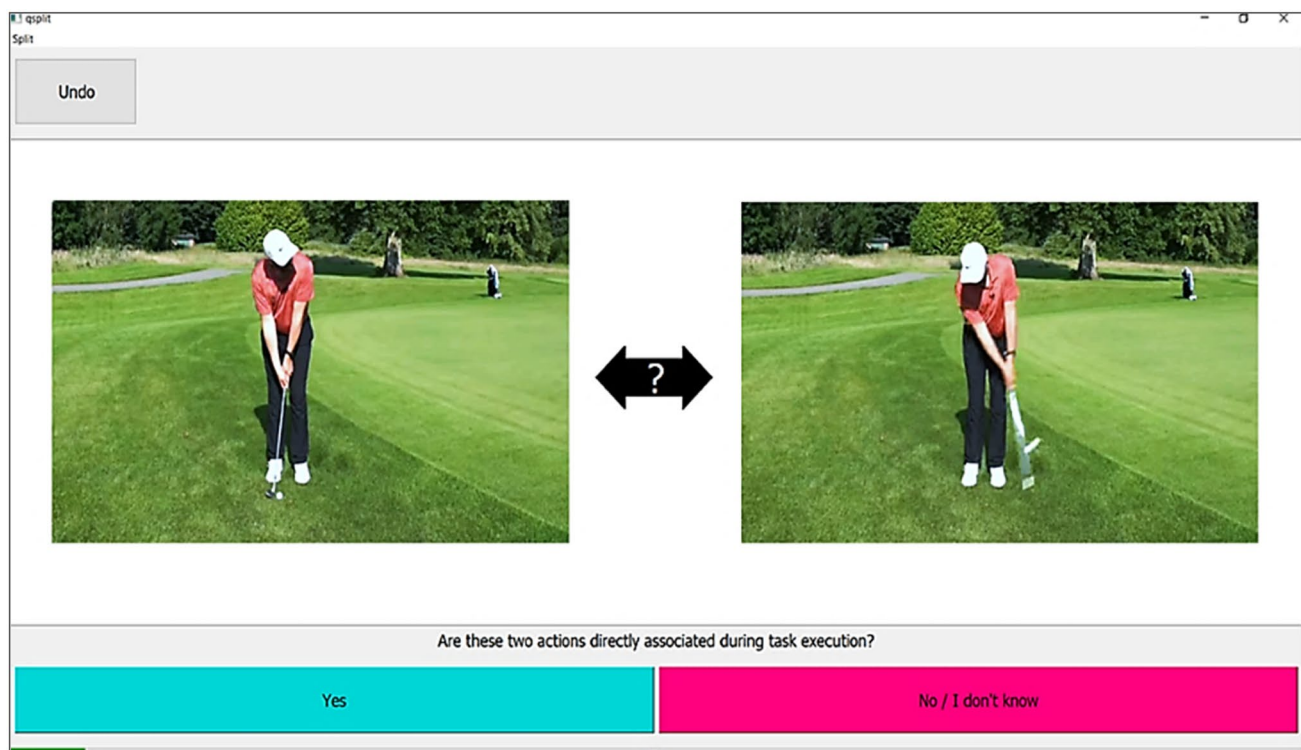 qsplit
Split
Undo
?
Are these two actions directly associated during task execution?
Yes
No / I don't know